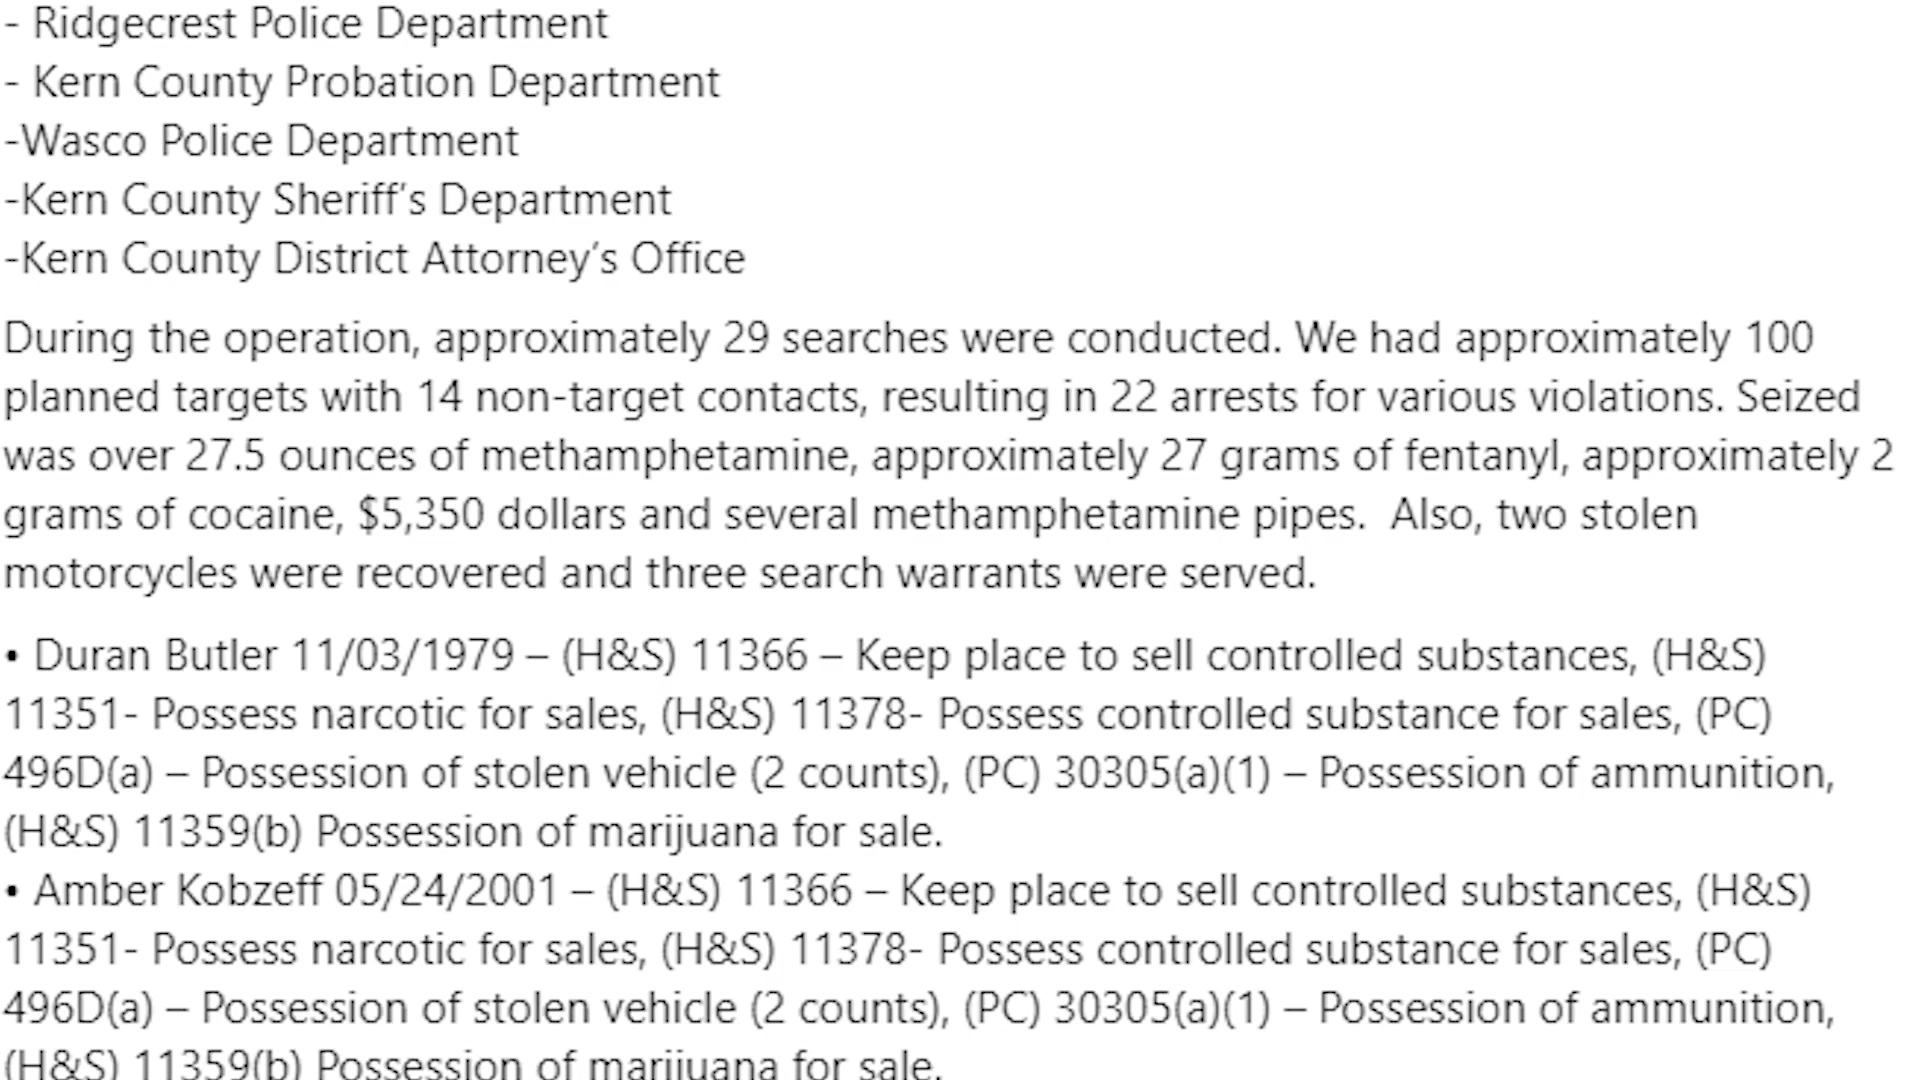 - Ridgecrest Police Department
- Kern County Probation Department
-Wasco Police Department
-Kern County Sheriff's Department
-Kern County District Attorney's Office
During the operation, approximately 29 searches were conducted. We had approximately 100
planned targets with 14 non-target contacts, resulting in 22 arrests for various violations. Seized
was over 27.5 ounces of methamphetamine, approximately 27 grams of fentanyl, approximately 2
grams of cocaine, $5,350 dollars and several methamphetamine pipes.  Also, two stolen
motorcycles were recovered and three search warrants were served.
• Duran Butler 11/03/1979 – (H&S) 11366 – Keep place to sell controlled substances, (H&S)
11351- Possess narcotic for sales, (H&S) 11378- Possess controlled substance for sales, (PC)
496D(a) – Possession of stolen vehicle (2 counts), (PC) 30305(a)(1) – Possession of ammunition,
(H&S) 11359(b) Possession of marijuana for sale.
• Amber Kobzeff 05/24/2001 – (H&S) 11366 – Keep place to sell controlled substances, (H&S)
11351- Possess narcotic for sales, (H&S) 11378- Possess controlled substance for sales, (PC)
496D(a) – Possession of stolen vehicle (2 counts), (PC) 30305(a)(1) – Possession of ammunition,
(H&S) 11359(b) Possession of marijuana for sale.